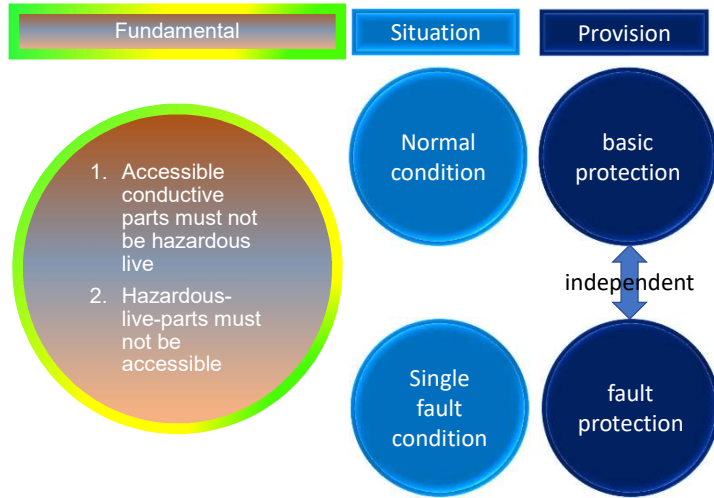 Fundamental
Situation
Provision
1. Accessible
conductive
parts must not
be hazardous
live
2. Hazardous-
live-parts must
not be
accessible
Normal
condition
basic
protection
independent
Single
fault
condition
fault
protection